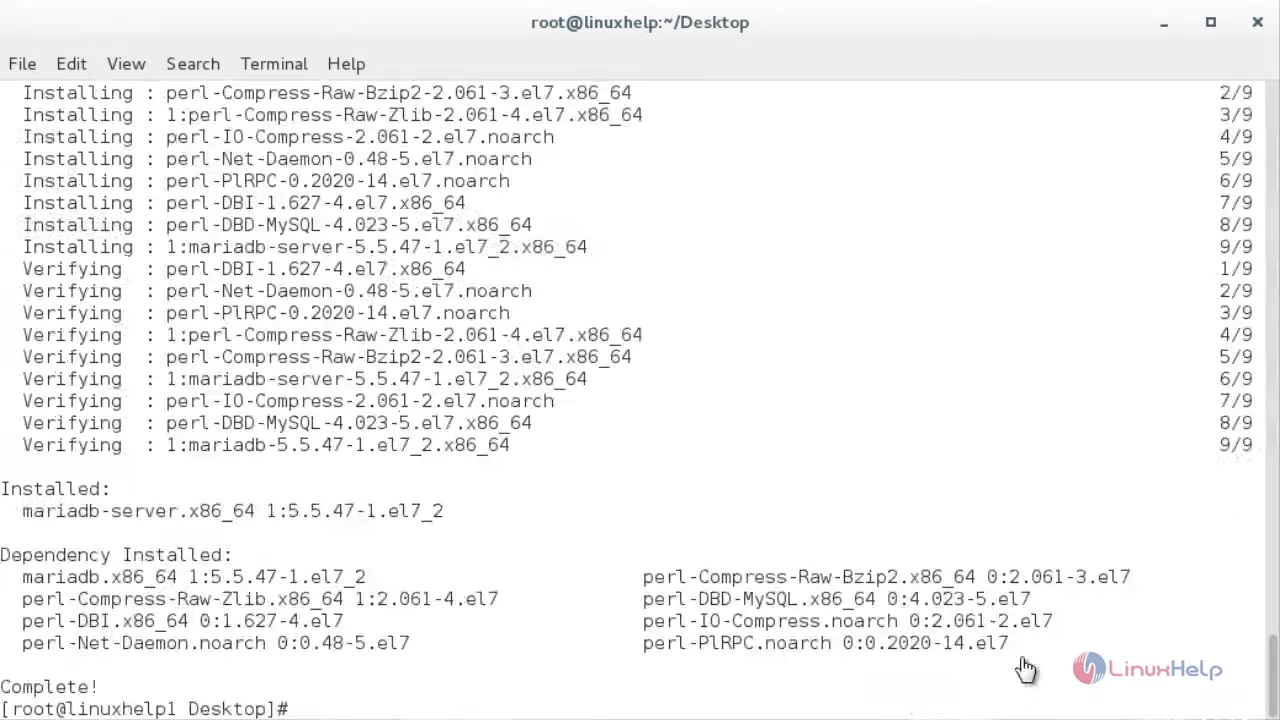 root@linuxhelp:~/Desktop
File Edit View Search Terminal Help
Installing : perl-Compress-Raw-Bzip2-2.061-3.el7.x86_64 2/9
Installing : 1:perl-Compress-Raw-Zlib-2.061-4.el7.x86_64 3/9
Installing : perl-IO-Compress-2.061-2.el7.noarch 4/9
Installing : perl-Net-Daemon-0.48-5.el7.noarch 5/9
Installing : perl-PlRPC-0.2020-14.el7.noarch 6/9
Installing : perl-DBI-1.627-4.el7.x86_64 7/9
Installing : perl-DBD-MySQL-4.023-5.el7.x86_64 8/9
Installing : 1:mariadb-server-5.5.47-1.el7_2.x86_64 9/9
Verifying : perl-DBI-1.627-4.el7.x86_64 1/9
Verifying : perl-Net-Daemon-0.48-5.el7.noarch 2/9
Verifying : perl-PlRPC-0.2020-14.el7.noarch 3/9
Verifying : 1:perl-Compress-Raw-Zlib-2.061-4.el7.x86_64 4/9
Verifying : perl-Compress-Raw-Bzip2-2.061-3.el7.x86_64 5/9
Verifying : 1:mariadb-server-5.5.47-1.el7_2.x86_64 6/9
Verifying : perl-IO-Compress-2.061-2.el7.noarch 7/9
Verifying : perl-DBD-MySQL-4.023-5.el7.x86_64 8/9
Verifying : 1:mariadb-5.5.47-1.el7_2.x86_64 9/9
Installed:
mariadb-server.x86_64 1:5.5.47-1.el7_2
Dependency Installed:
mariadb.x86_64 1:5.5.47-1.el7_2 perl-Compress-Raw-Bzip2.x86_64 0:2.061-3.el7
perl-Compress-Raw-Zlib.x86_64 1:2.061-4.el7 perl-DBD-MySQL.x86_64 0:4.023-5.el7
perl-DBI.x86_64 0:1.627-4.el7 perl-IO-Compress.noarch 0:2.061-2.el7
perl-Net-Daemon.noarch 0:0.48-5.el7 perl-PlRPC.noarch 0:0.2020-14.el7
LinuxHelp
Complete!
[root@linuxhelp1 Desktop]#